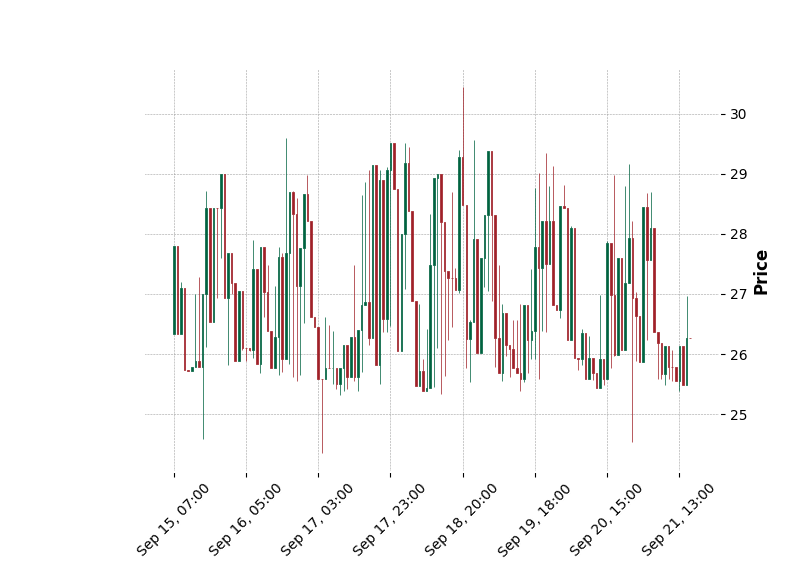 30
29
28
27
26
25
Price
Sep 15, 07:00
Sep 16, 05:00
Sep 17, 03:00
Sep 17, 23:00
Sep 18, 20:00
Sep 19, 18:00
Sep 20, 15:00
Sep 21, 13:00